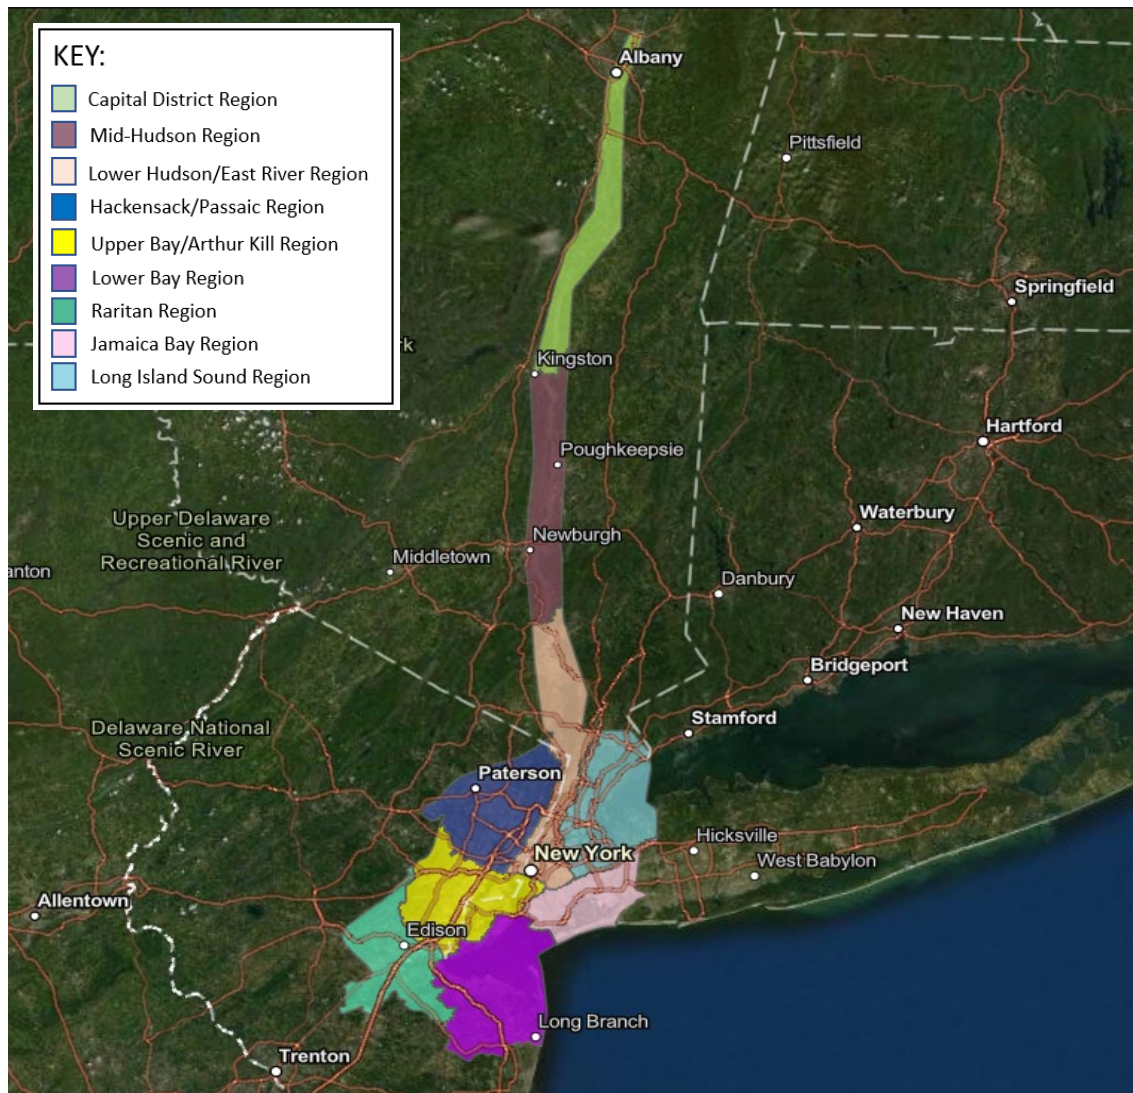 KEY:
Capital District Region
Mid-Hudson Region
Lower Hudson/East River Region
Hackensack/Passaic Region
Upper Bay/Arthur Kill Region
Lower Bay Region
Raritan Region
Jamaica Bay Region
Long Island Sound Region
Albany
Pittsfield
Springfield
rk
Kingston
Hartford
Poughkeepsie
Waterbury
Upper Delaware
Scenic and
Recreational River
Newburgh
Middletown
anton
Danbury
New Haven
Bridgeport
Stamford
Delaware National
Scenic River
Paterson
Hicksville
New York
West Babylon
Allentown
Edison
Long Branch
Trenton